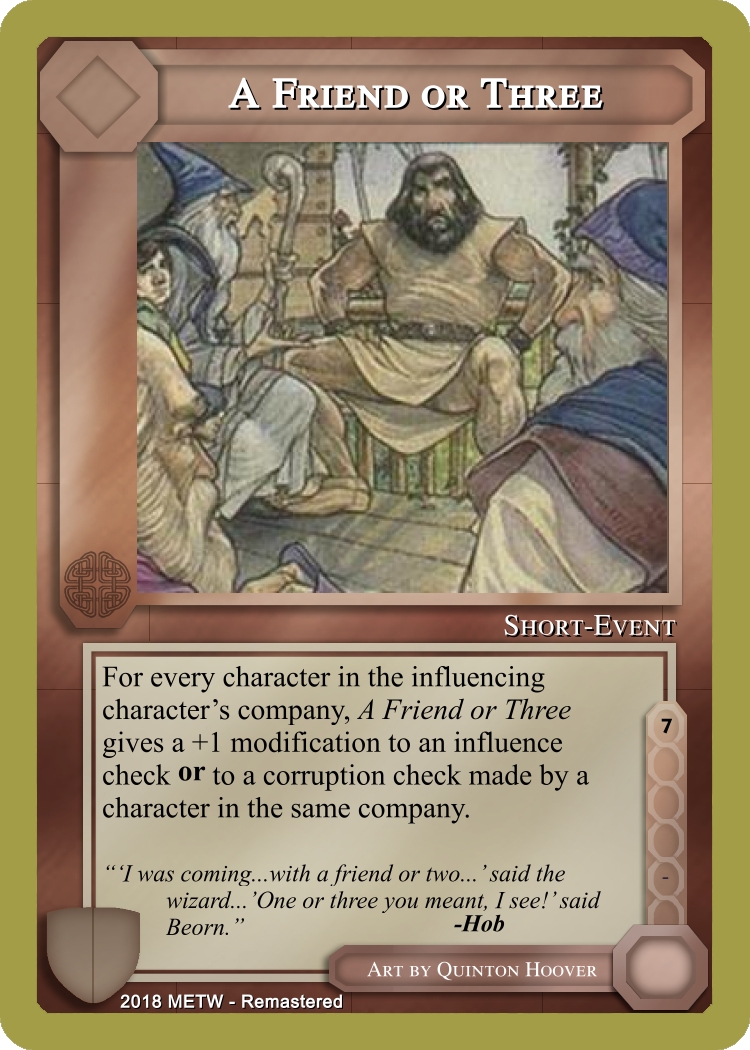 A Friend or Three
Short-Event
For every character in the influencing
character’s company, A Friend or Three
gives a +1 modification to an influence
check or to a corruption check made by a
character in the same company.
7
-
“‘I was coming...with a friend or two...’ said the
wizard...’One or three you meant, I see!’ said
Beorn.”
-Hob
Art by Quinton Hoover
2018 METW - Remastered